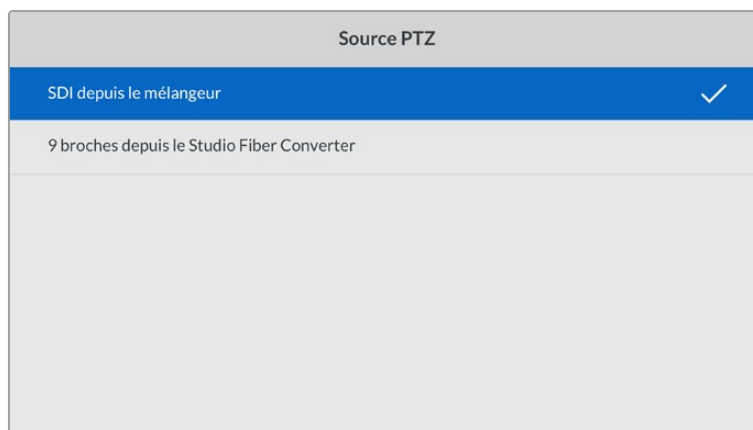 Source PTZ
SDI depuis le mélangeur
9 broches depuis le Studio Fiber Converter